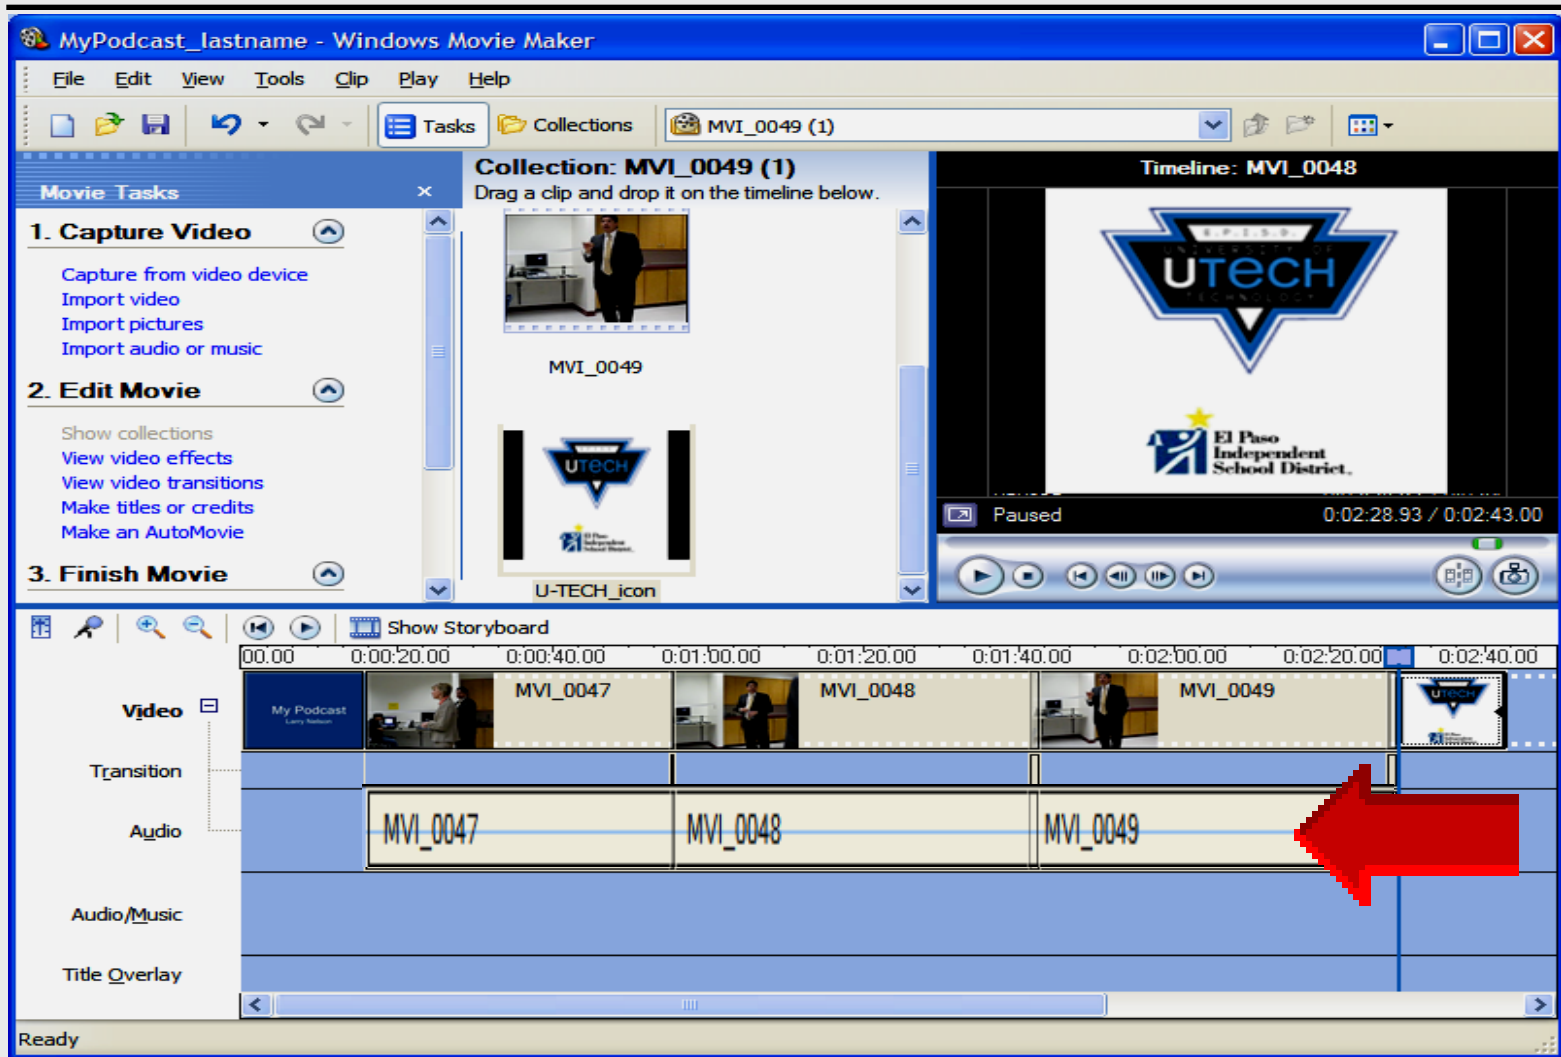 MyPodcast_lastname - Windows Movie Maker
File Edit View Tools Clip Play Help
Tasks Collections MVI_0049 (1)
Movie Tasks
1. Capture Video
Capture from video device
Import video
Import pictures
Import audio or music
2. Edit Movie
Show collections
View video effects
View video transitions
Make titles or credits
Make an AutoMovie
3. Finish Movie
Collection: MVI_0049 (1)
Drag a clip and drop it on the timeline below.
MVI_0049
UTECH
U-TECH_icon
Timeline: MVI_0048
E.P.I.S.D.
UNIVERSITY OF
UTECH
TECHNOLOGY
El Paso
Independent
School District.
Paused 0:02:28.93 / 0:02:43.00
Show Storyboard
00.00 0:00:20.00 0:00:40.00 0:01:00.00 0:01:20.00 0:01:40.00 0:02:00.00 0:02:20.00 0:02:40.00
Video
My Podcast
Larry Nelson
MVI_0047 MVI_0048 MVI_0049
UTECH
Transition
Audio
MVI_0047 MVI_0048 MVI_0049
Audio/Music
Title Overlay
Ready